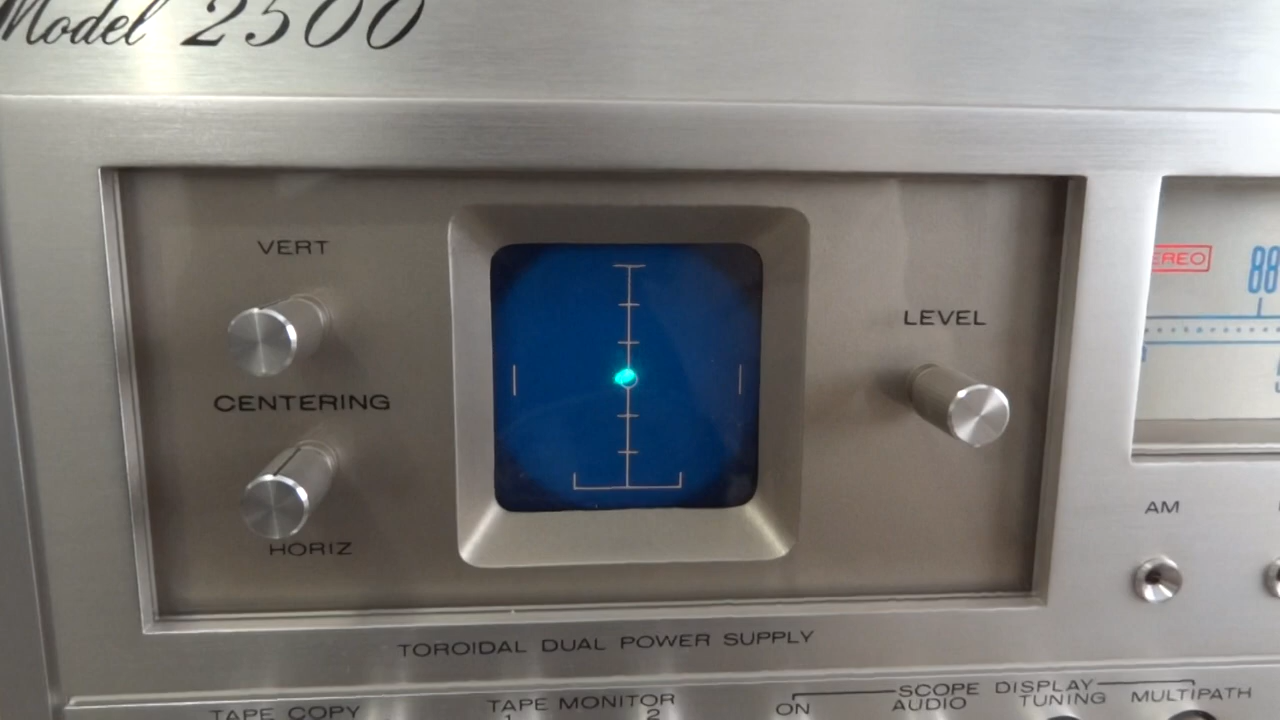 Model 2500
VERT
CENTERING
HORIZ
LEVEL
88
AM
TOROIDAL DUAL POWER SUPPLY
TAPE COPY
TAPE MONITOR
1 2
SCOPE DISPLAY
ON AUDIO TUNING MULTIPATH